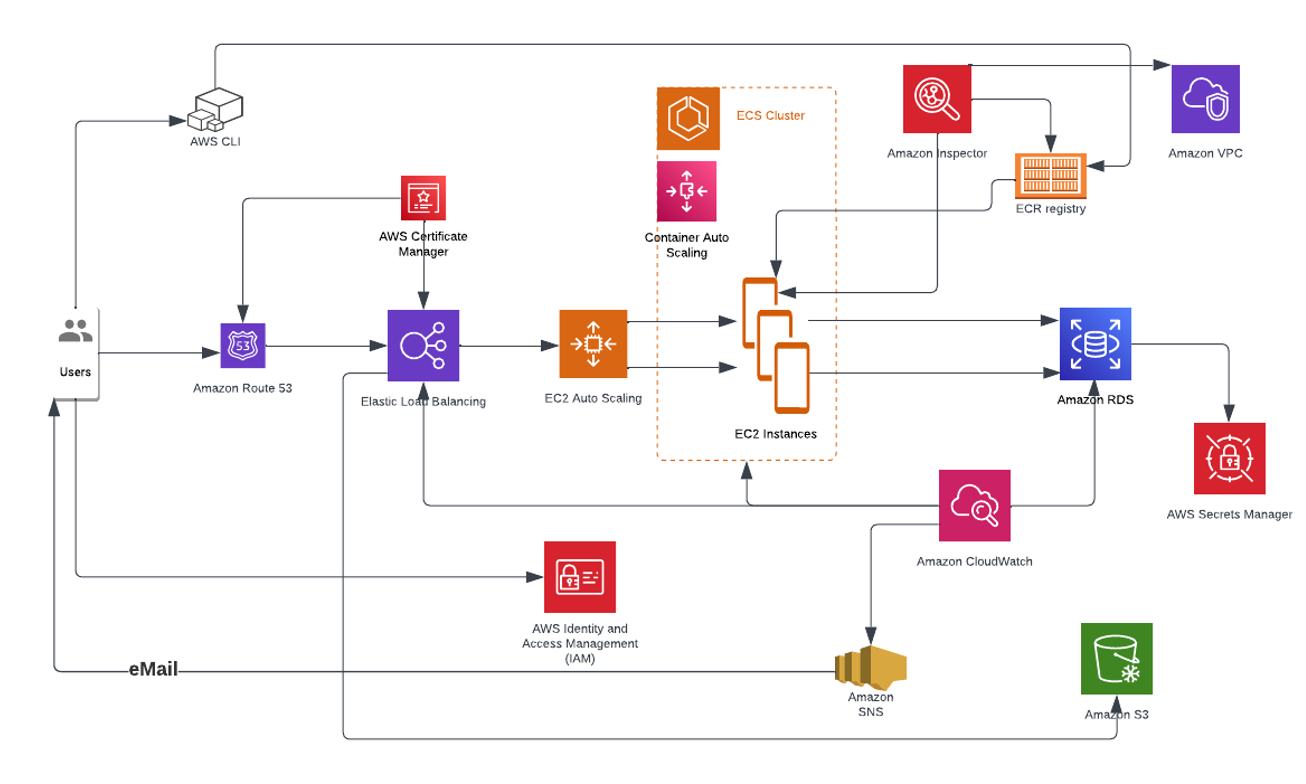 AWS CLI
ECS Cluster
Amazon Inspector
Amazon VPC
ECR registry
AWS Certificate
Manager
Container Auto
Scaling
Users
53
Amazon Route 53
Elastic Load Balancing
EC2 Auto Scaling
EC2 Instances
Amazon RDS
AWS Secrets Manager
Amazon CloudWatch
AWS Identity and
Access Management
(IAM)
eMail
Amazon
SNS
Amazon S3